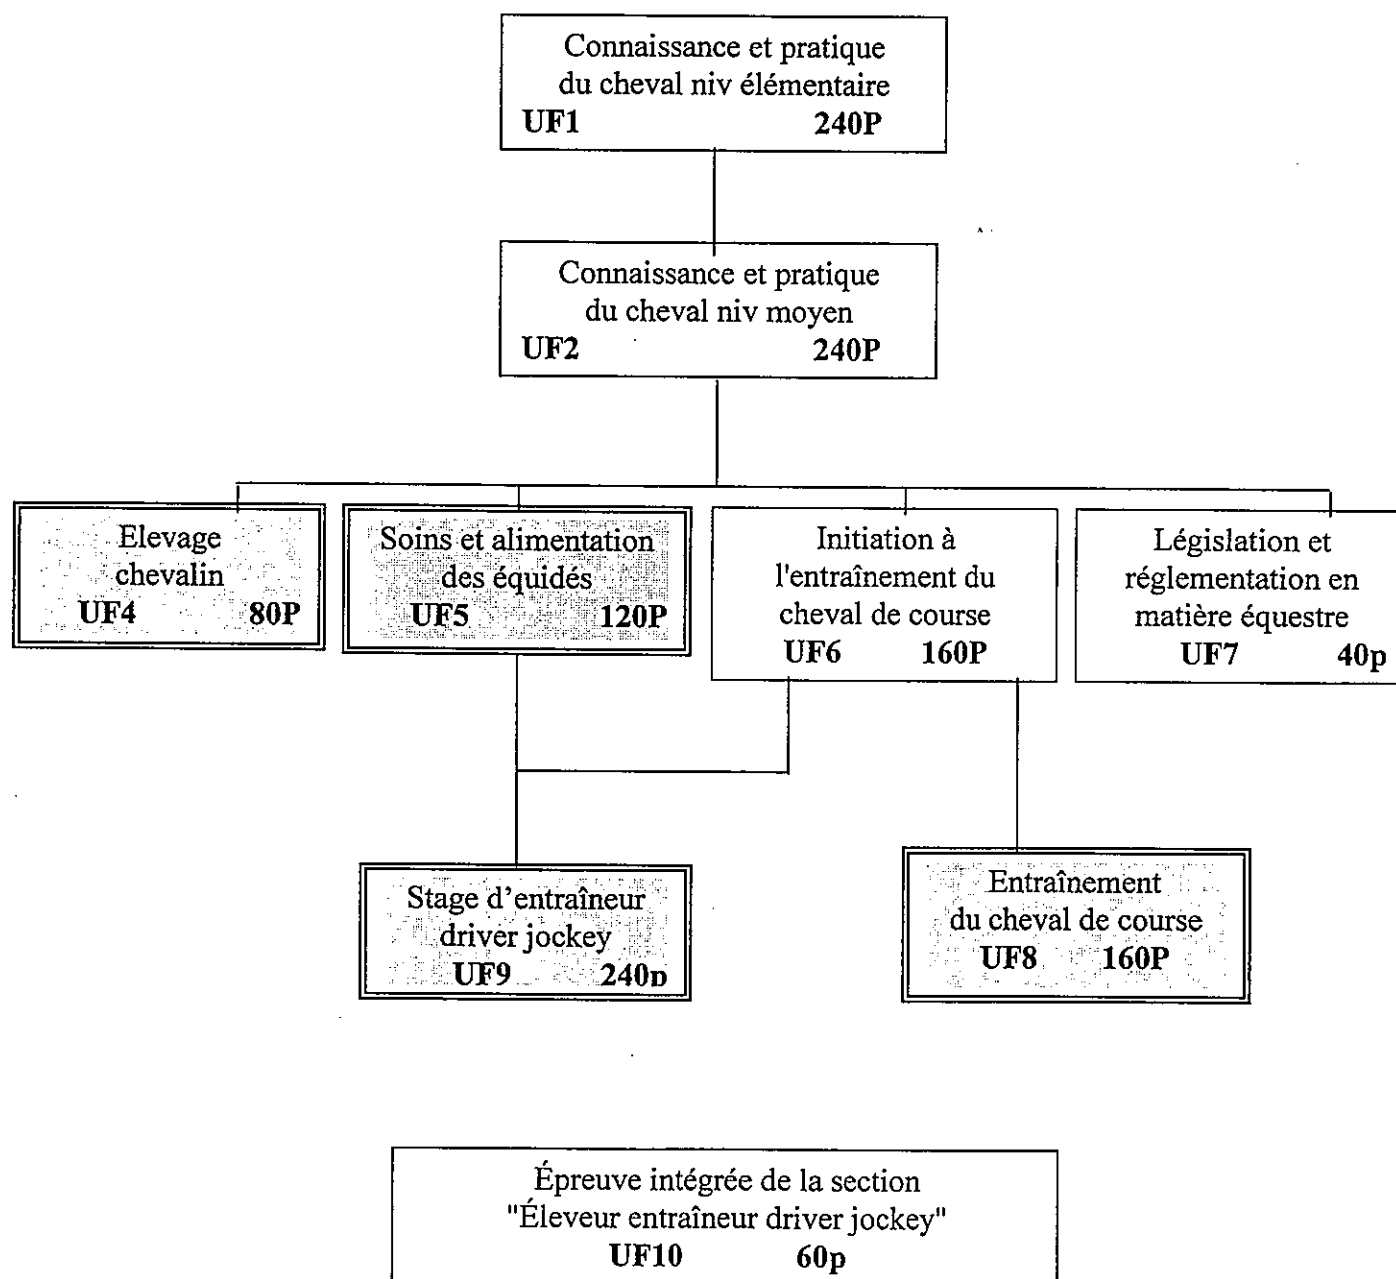 Connaissance et pratique
du cheval niv élémentaire
UF1 240P
Connaissance et pratique
du cheval niv moyen
UF2 240P
Elevage
chevalin
UF4 80P
Soins et alimentation
des équidés
UF5 120P
Initiation à
l'entraînement du
cheval de course
UF6 160P
Législation et
réglementation en
matière équestre
UF7 40p
Stage d'entraîneur
driver jockey
UF9 240p
Entraînement
du cheval de course
UF8 160P
Épreuve intégrée de la section
"Éleveur entraîneur driver jockey"
UF10 60p